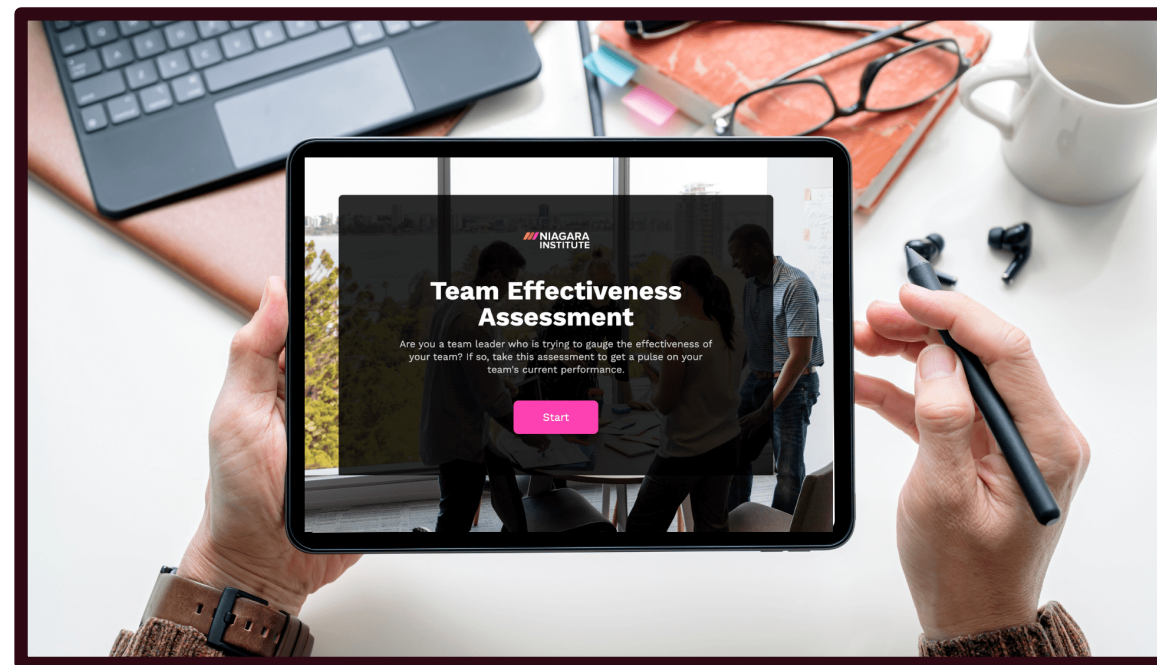 NIAGARA
INSTITUTE
Team Effectiveness
Assessment
Are you a team leader who is trying to gauge the effectiveness of
your team? If so, take this assessment to get a pulse on your
team's current performance.
Start